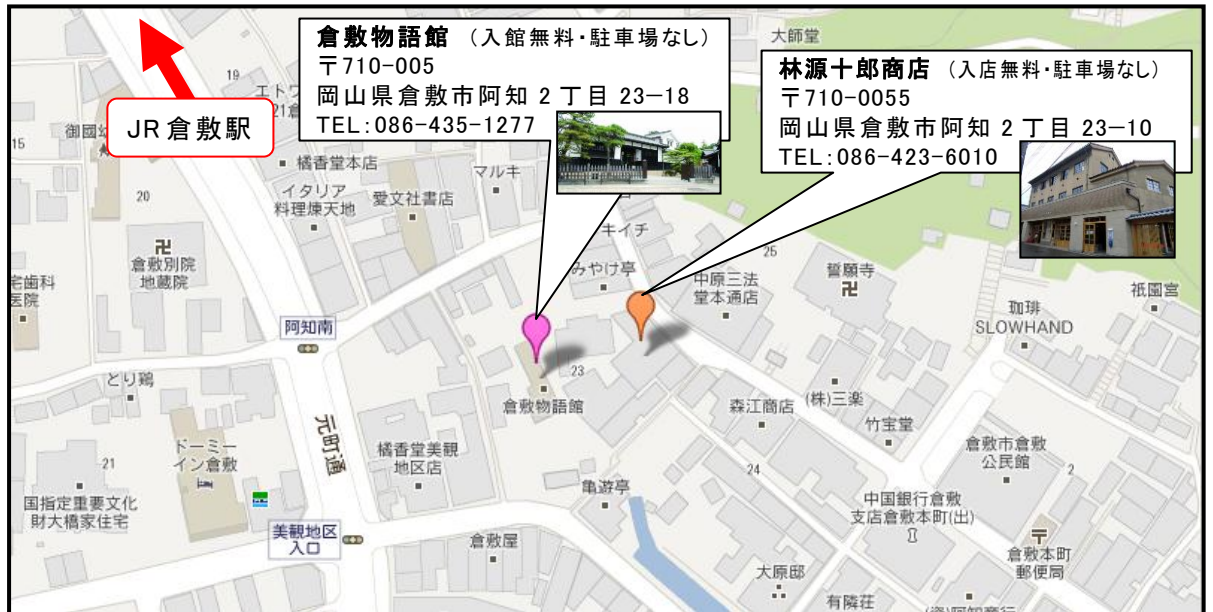 倉敷物語館 (入館無料・駐車場なし)
〒710-005
岡山県倉敷市阿知 2 丁目 23-18
TEL:086-435-1277
林源十郎商店 (入店無料・駐車場なし)
〒710-0055
岡山県倉敷市阿知 2 丁目 23-10
TEL:086-423-6010
JR 倉敷駅
大師堂
19
15
20
橘香堂本店
イタリア
料理煉天地
愛文社書店
マルキ
キイチ
みやけ亭
25
中原三法
堂本通店
誓願寺
祇園宮
珈琲
SLOWHAND
倉敷別院
地蔵院
宅歯科
医院
阿知南
とり鶏
元町通
23
倉敷物語館
森江商店
(株)三楽
竹宝堂
倉敷市倉敷
公民館
2
ドーミー
イン倉敷
21
橘香堂美観
地区店
国指定重要文化
財大橋家住宅
亀遊亭
24
中国銀行倉敷
支店倉敷本町(出)
美観地区
入口
倉敷屋
大原邸
倉敷本町
郵便局
有隣荘